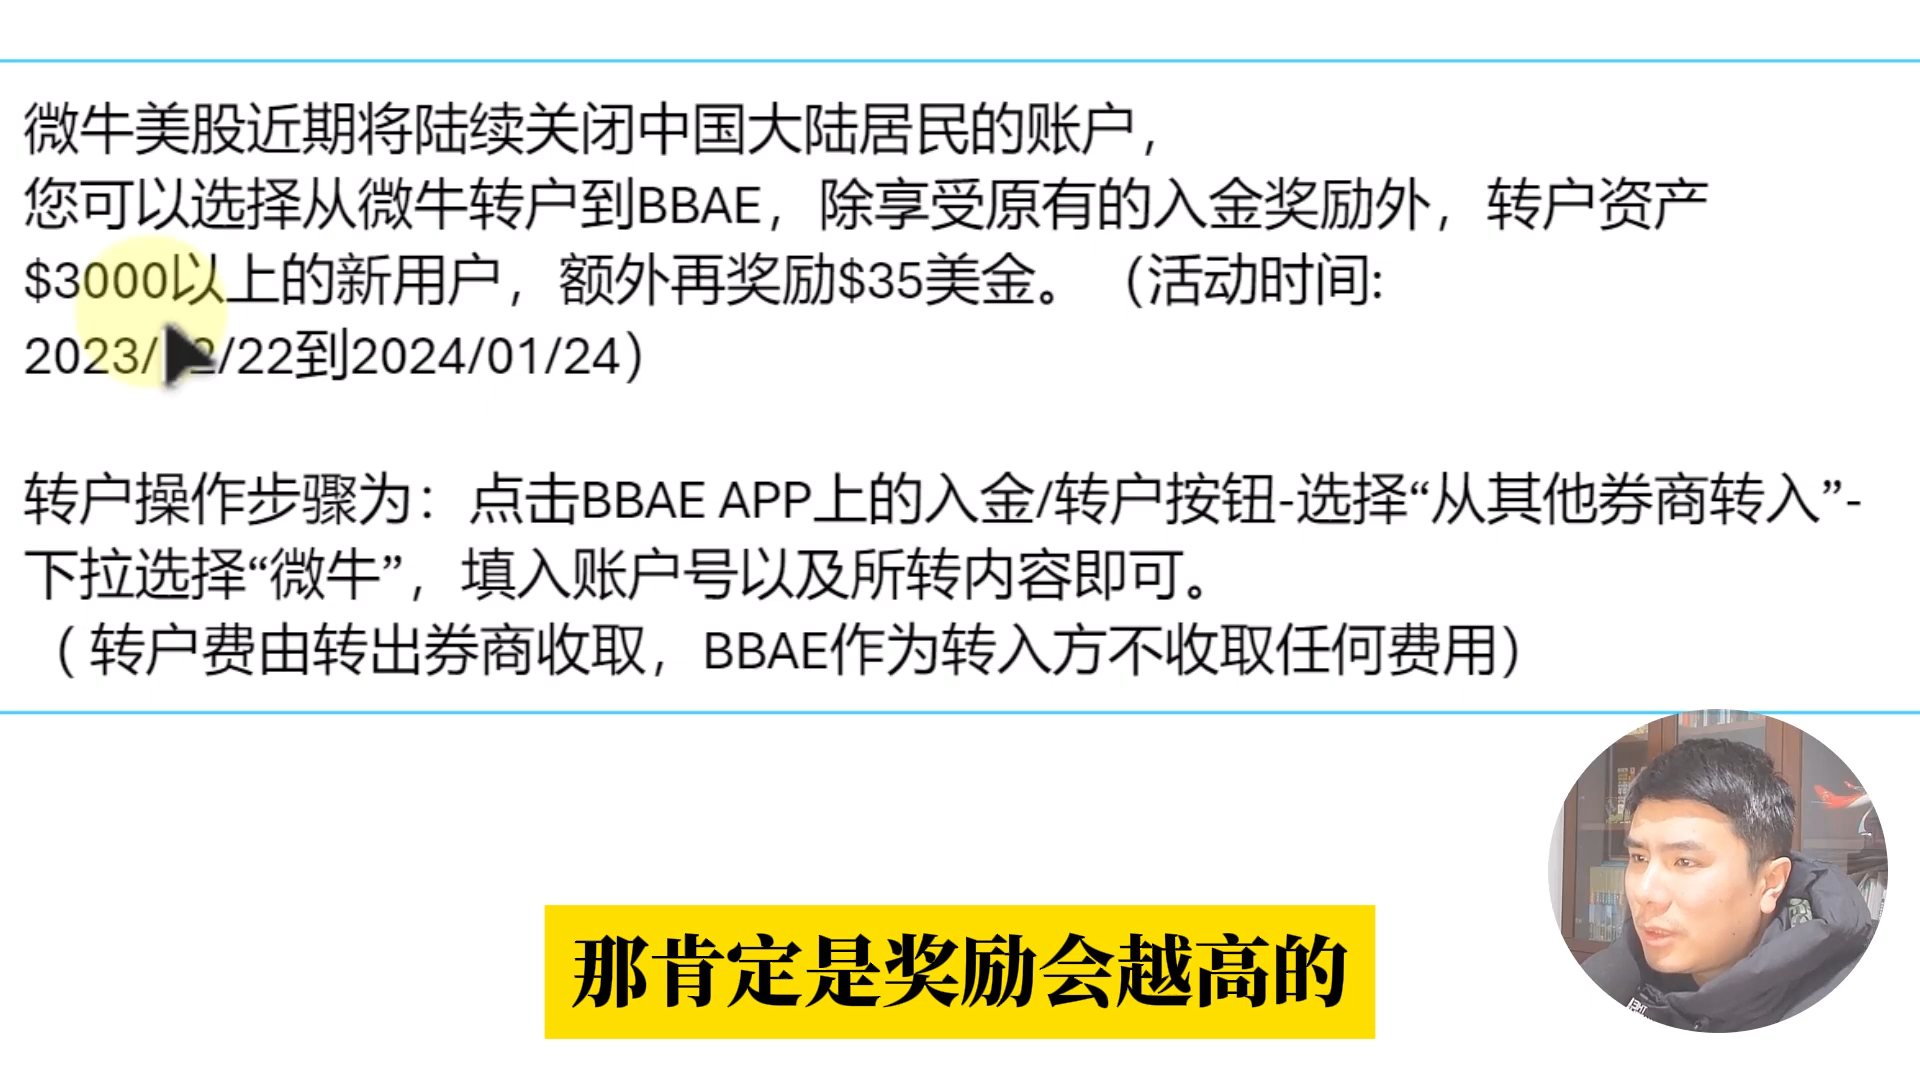 微牛美股近期将陆续关闭中国大陆居民的账户，
您可以选择从微牛转户到BBAE，除享受原有的入金奖励外，转户资产
$3000以上的新用户，额外再奖励$35美金。（活动时间:
2023/12/22到2024/01/24）
转户操作步骤为：点击BBAE APP上的入金/转户按钮-选择“从其他券商转入”-
下拉选择“微牛”，填入账户号以及所转内容即可。
（ 转户费由转出券商收取，BBAE作为转入方不收取任何费用）
那肯定是奖励会越高的